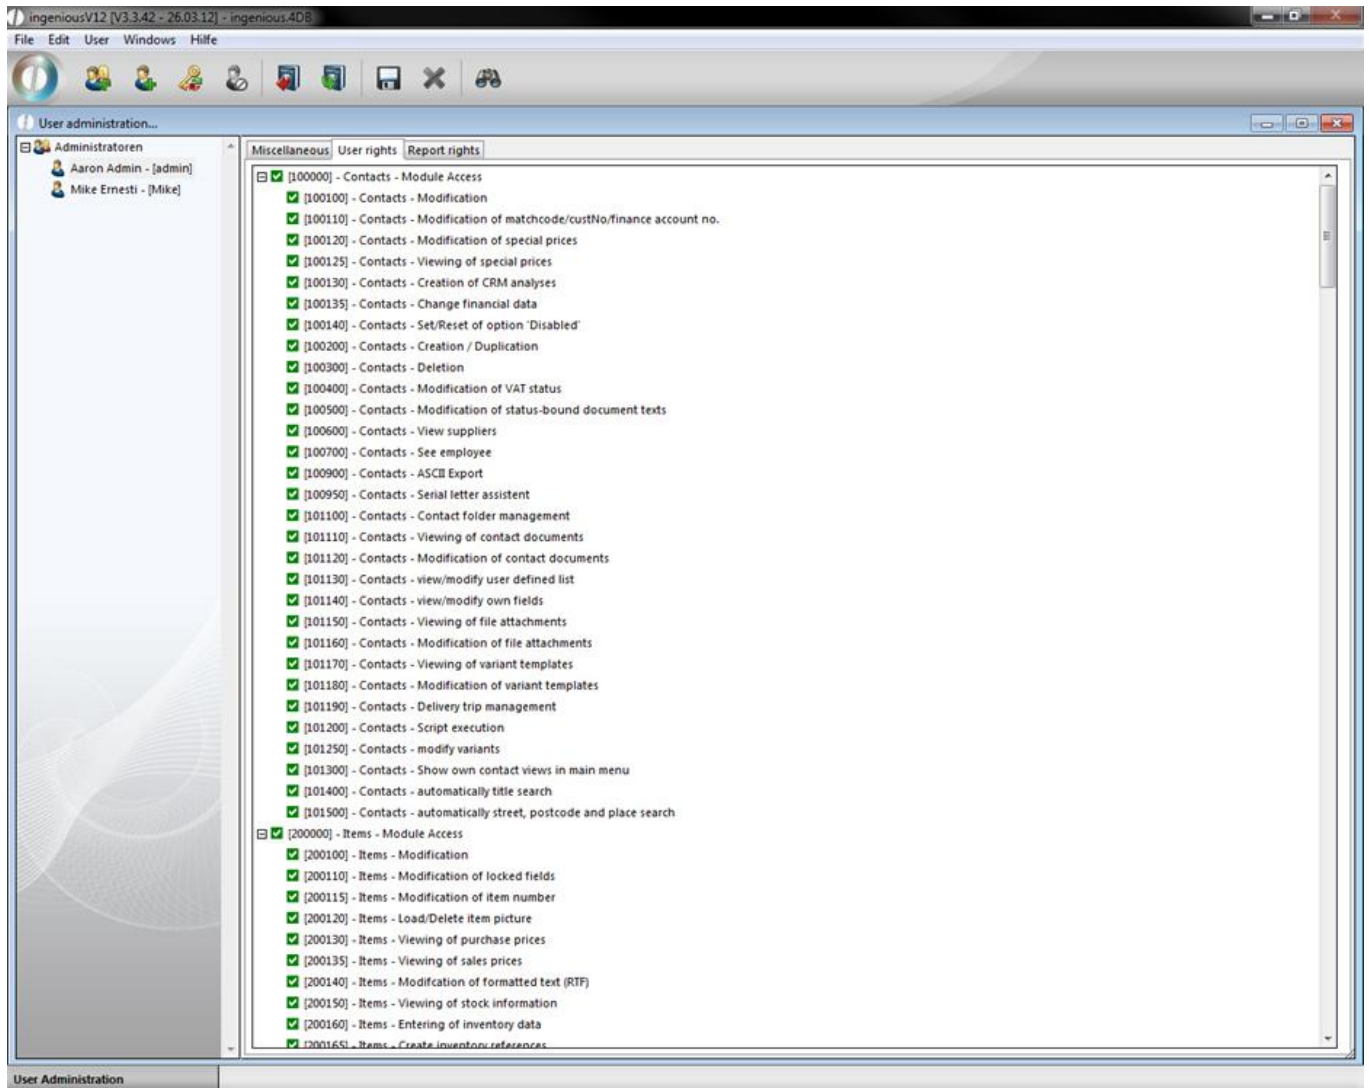 ingeniousV12 [V3.3.42 - 26.03.12] - ingenious.4DB
File Edit User Windows Hilfe
User administration...
Administratoren
Aaron Admin - [admin]
Mike Ernesti - [Mike]
Miscellaneous User rights Report rights
[100000] - Contacts - Module Access
[100100] - Contacts - Modification
[100110] - Contacts - Modification of matchcode/custNo/finance account no.
[100120] - Contacts - Modification of special prices
[100125] - Contacts - Viewing of special prices
[100130] - Contacts - Creation of CRM analyses
[100135] - Contacts - Change financial data
[100140] - Contacts - Set/Reset of option 'Disabled'
[100200] - Contacts - Creation / Duplication
[100300] - Contacts - Deletion
[100400] - Contacts - Modification of VAT status
[100500] - Contacts - Modification of status-bound document texts
[100600] - Contacts - View suppliers
[100700] - Contacts - See employee
[100900] - Contacts - ASCII Export
[100950] - Contacts - Serial letter assistent
[101100] - Contacts - Contact folder management
[101110] - Contacts - Viewing of contact documents
[101120] - Contacts - Modification of contact documents
[101130] - Contacts - view/modify user defined list
[101140] - Contacts - view/modify own fields
[101150] - Contacts - Viewing of file attachments
[101160] - Contacts - Modification of file attachments
[101170] - Contacts - Viewing of variant templates
[101180] - Contacts - Modification of variant templates
[101190] - Contacts - Delivery trip management
[101200] - Contacts - Script execution
[101250] - Contacts - modify variants
[101300] - Contacts - Show own contact views in main menu
[101400] - Contacts - automatically title search
[101500] - Contacts - automatically street, postcode and place search
[200000] - Items - Module Access
[200100] - Items - Modification
[200110] - Items - Modification of locked fields
[200115] - Items - Modification of item number
[200120] - Items - Load/Delete item picture
[200130] - Items - Viewing of purchase prices
[200135] - Items - Viewing of sales prices
[200140] - Items - Modifcation of formatted text (RTF)
[200150] - Items - Viewing of stock information
[200160] - Items - Entering of inventory data
[200165] - Items - Create inventory references
User Administration